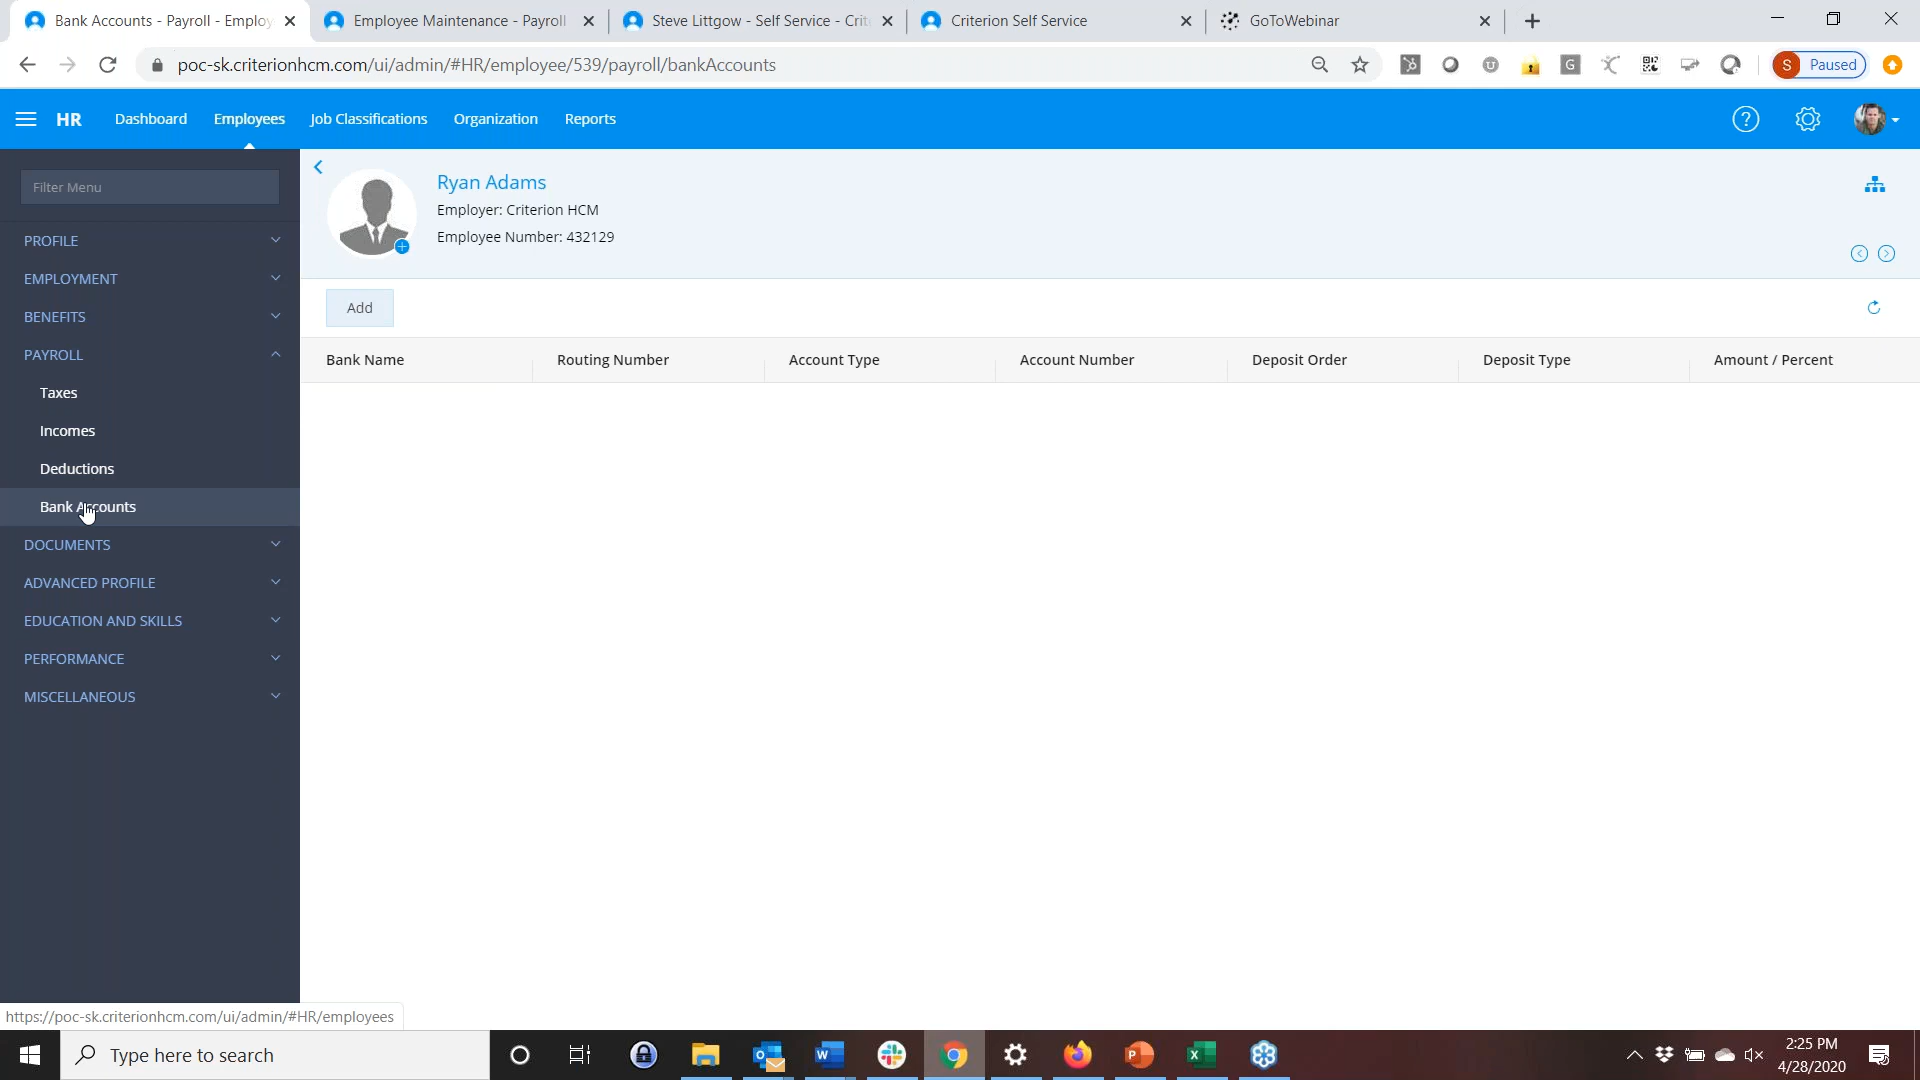 Bank Accounts - Payroll - Employ
Employee Maintenance - Payroll
Steve Littgow - Self Service - Crit
Criterion Self Service
GoToWebinar
poc-sk.criterionhcm.com/ui/admin/#HR/employee/539/payroll/bankAccounts
S Paused
HR
Dashboard
Employees
Job Classifications
Organization
Reports
Filter Menu
PROFILE
EMPLOYMENT
BENEFITS
PAYROLL
Taxes
Incomes
Deductions
Bank Accounts
DOCUMENTS
ADVANCED PROFILE
EDUCATION AND SKILLS
PERFORMANCE
MISCELLANEOUS
Ryan Adams
Employer: Criterion HCM
Employee Number: 432129
Add
Bank Name
Routing Number
Account Type
Account Number
Deposit Order
Deposit Type
Amount / Percent
https://poc-sk.criterionhcm.com/ui/admin/#HR/employees
Type here to search
2:25 PM
4/28/2020